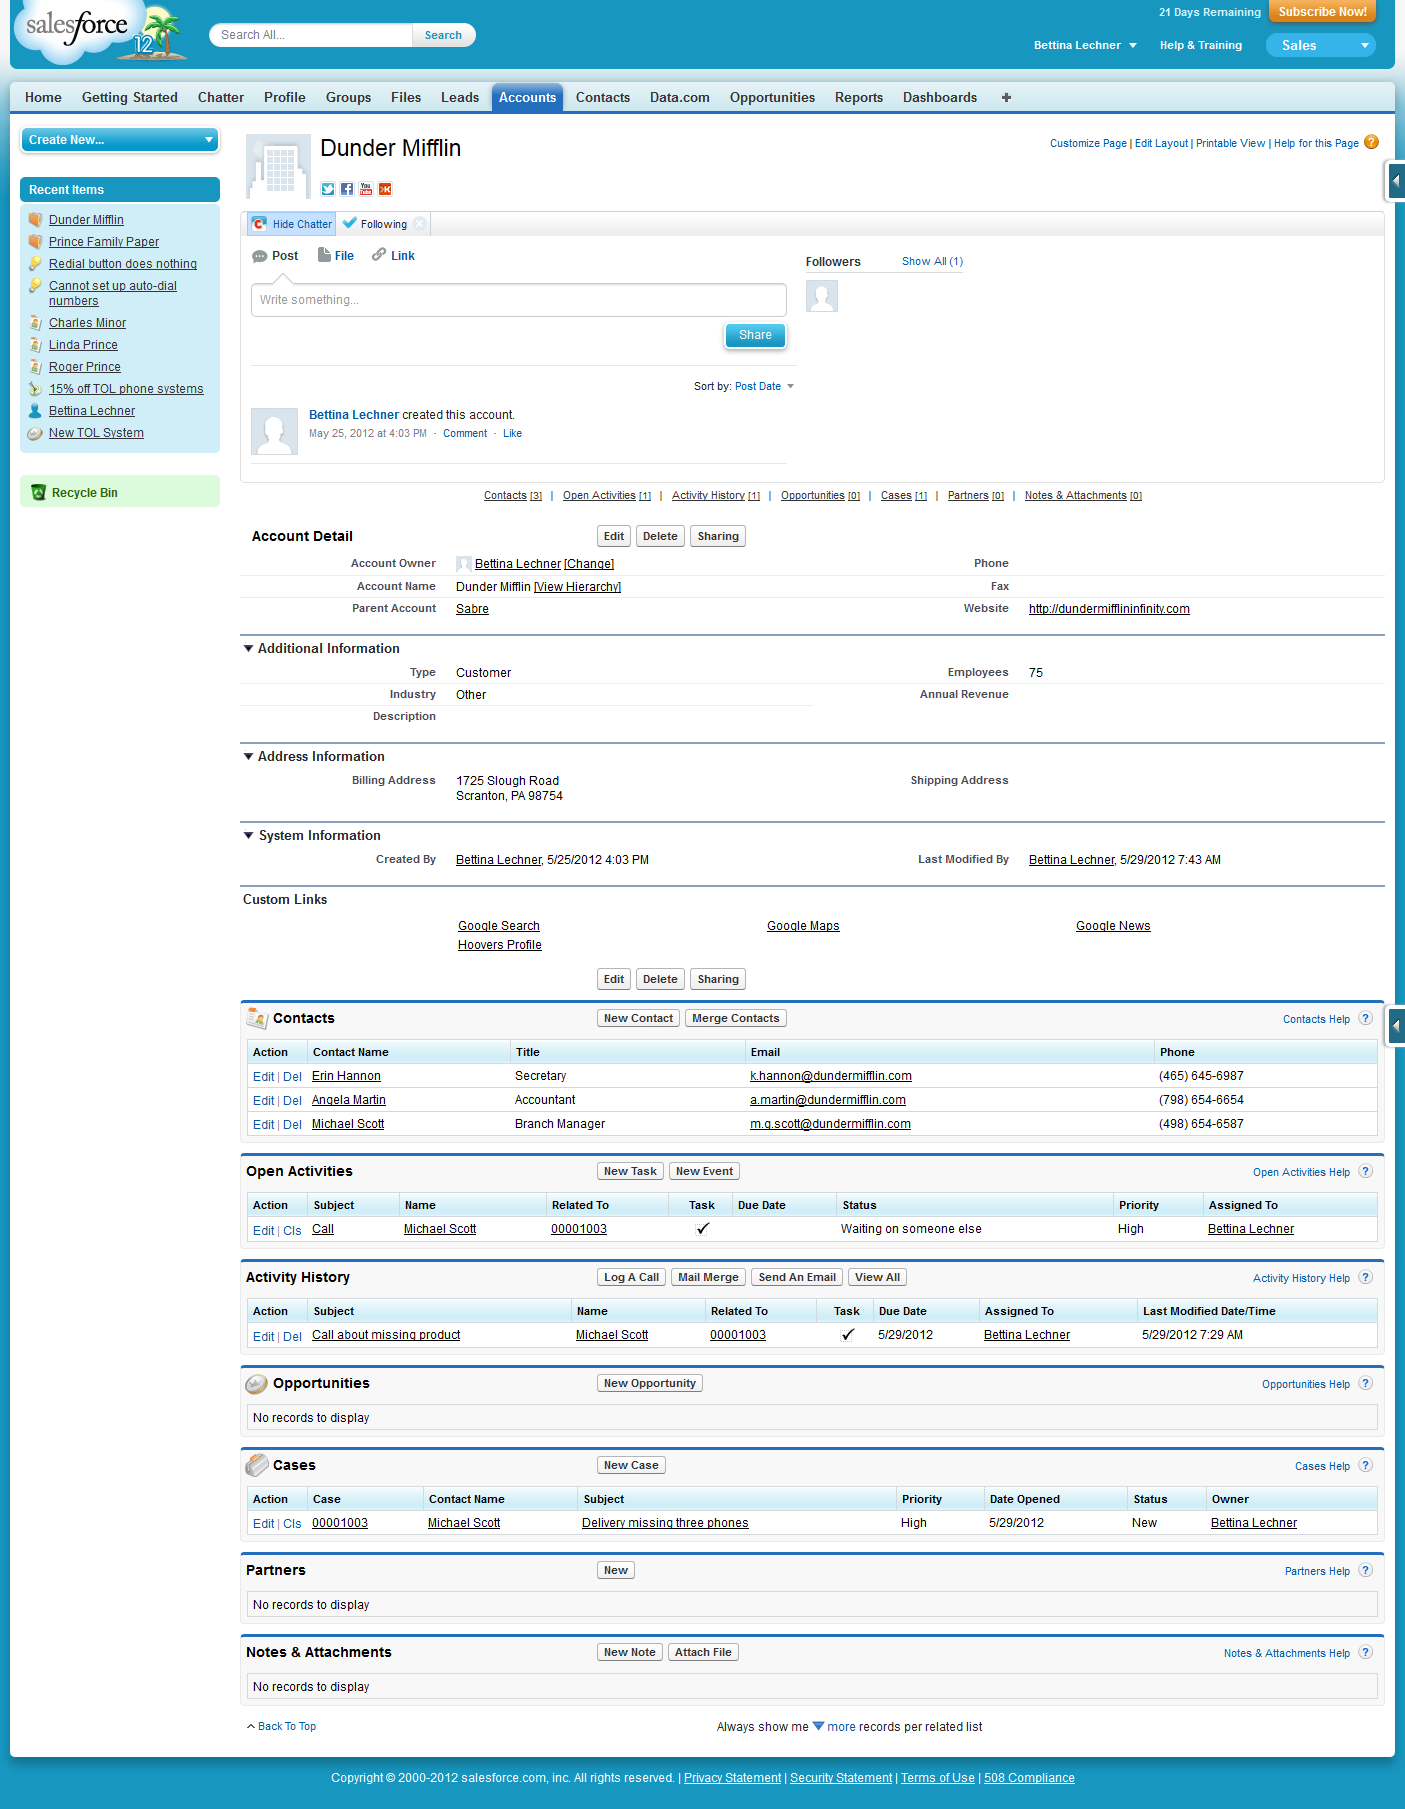 salesforce
12
Search All...
Search
21 Days Remaining
Subscribe Now!
Bettina Lechner
Help & Training
Sales
Home Getting Started Chatter Profile Groups Files Leads Accounts Contacts Data.com Opportunities Reports Dashboards +
Create New...
Recent Items
Dunder Mifflin
Prince Family Paper
Redial button does nothing
Cannot set up auto-dial
numbers
Charles Minor
Linda Prince
Roger Prince
15% off TOL phone systems
Bettina Lechner
New TOL System
Recycle Bin
Dunder Mifflin
Customize Page | Edit Layout | Printable View | Help for this Page ?
You Tube
Hide Chatter Following
Post File Link
Write something...
Share
Followers Show All (1)
Sort by: Post Date
Bettina Lechner created this account.
May 25, 2012 at 4:03 PM · Comment · Like
Contacts [3] | Open Activities [1] | Activity History [1] | Opportunities [0] | Cases [1] | Partners [0] | Notes & Attachments [0]
Account Detail Edit Delete Sharing
Account Owner Bettina Lechner [Change] Phone
Account Name Dunder Mifflin [View Hierarchy] Fax
Parent Account Sabre Website http://dundermifflininfinity.com
Additional Information
Type Customer Employees 75
Industry Other Annual Revenue
Description
Address Information
Billing Address 1725 Slough Road Shipping Address
Scranton, PA 98754
System Information
Created By Bettina Lechner, 5/25/2012 4:03 PM Last Modified By Bettina Lechner, 5/29/2012 7:43 AM
Custom Links
Google Search Google Maps Google News
Hoovers Profile
Edit Delete Sharing
Contacts New Contact Merge Contacts Contacts Help ?
Action Contact Name Title Email Phone
Edit | Del Erin Hannon Secretary k.hannon@dundermifflin.com (465) 645-6987
Edit | Del Angela Martin Accountant a.martin@dundermifflin.com (798) 654-6654
Edit | Del Michael Scott Branch Manager m.g.scott@dundermifflin.com (498) 654-6587
Open Activities New Task New Event Open Activities Help ?
Action Subject Name Related To Task Due Date Status Priority Assigned To
Edit | Cls Call Michael Scott 00001003 Waiting on someone else High Bettina Lechner
Activity History Log A Call Mail Merge Send An Email View All Activity History Help ?
Action Subject Name Related To Task Due Date Assigned To Last Modified Date/Time
Edit | Del Call about missing product Michael Scott 00001003 5/29/2012 Bettina Lechner 5/29/2012 7:29 AM
Opportunities New Opportunity Opportunities Help ?
No records to display
Cases New Case Cases Help ?
Action Case Contact Name Subject Priority Date Opened Status Owner
Edit | Cls 00001003 Michael Scott Delivery missing three phones High 5/29/2012 New Bettina Lechner
Partners New Partners Help ?
No records to display
Notes & Attachments New Note Attach File Notes & Attachments Help ?
No records to display
Back To Top Always show me more records per related list
Copyright © 2000-2012 salesforce.com, inc. All rights reserved. | Privacy Statement | Security Statement | Terms of Use | 508 Compliance